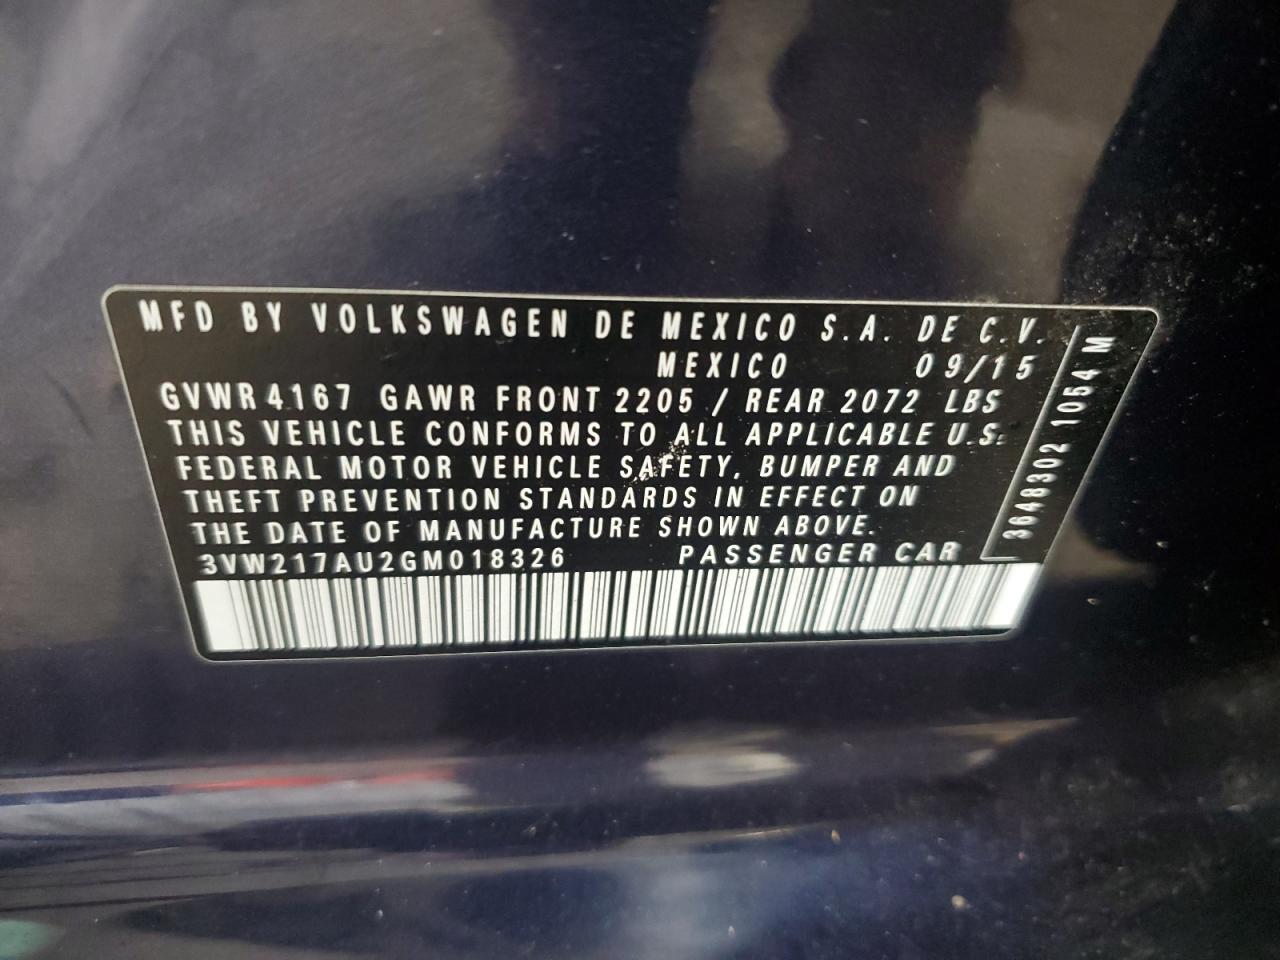 MFD BY VOLKSWAGEN DE MEXICO S.A. DE C.V.
MEXICO 09/15
GVWR 4167 GAWR FRONT 2205 / REAR 2072 LBS
THIS VEHICLE CONFORMS TO ALL APPLICABLE U.S.
FEDERAL MOTOR VEHICLE SAFETY, BUMPER AND
THEFT PREVENTION STANDARDS IN EFFECT ON
THE DATE OF MANUFACTURE SHOWN ABOVE.
3VW217AU2GM018326 PASSENGER CAR
3648302 1054 M